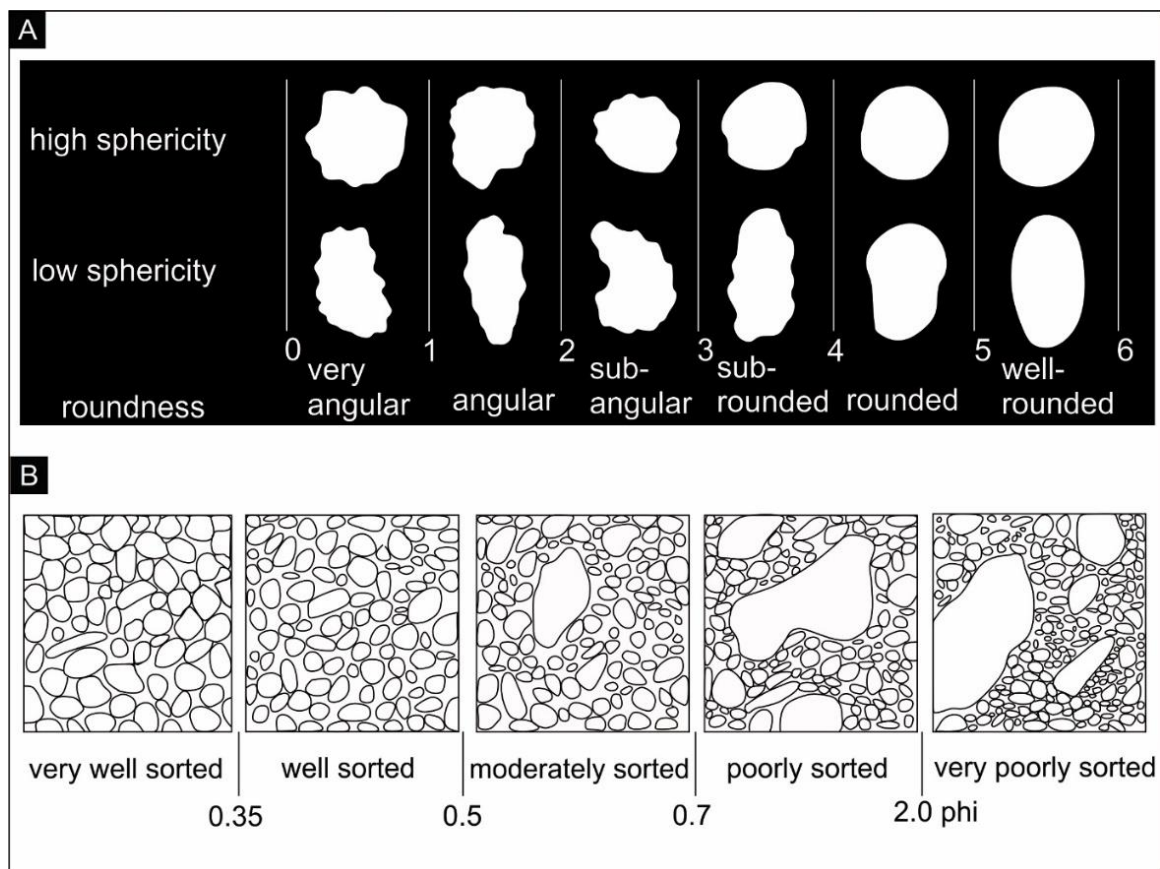 A
high sphericity
low sphericity
0 1 2 3 4 5 6
very angular
angular
sub-angular
sub-rounded
rounded
well-rounded
roundness
B
very well sorted
well sorted
moderately sorted
poorly sorted
very poorly sorted
0.35 0.5 0.7 2.0 phi